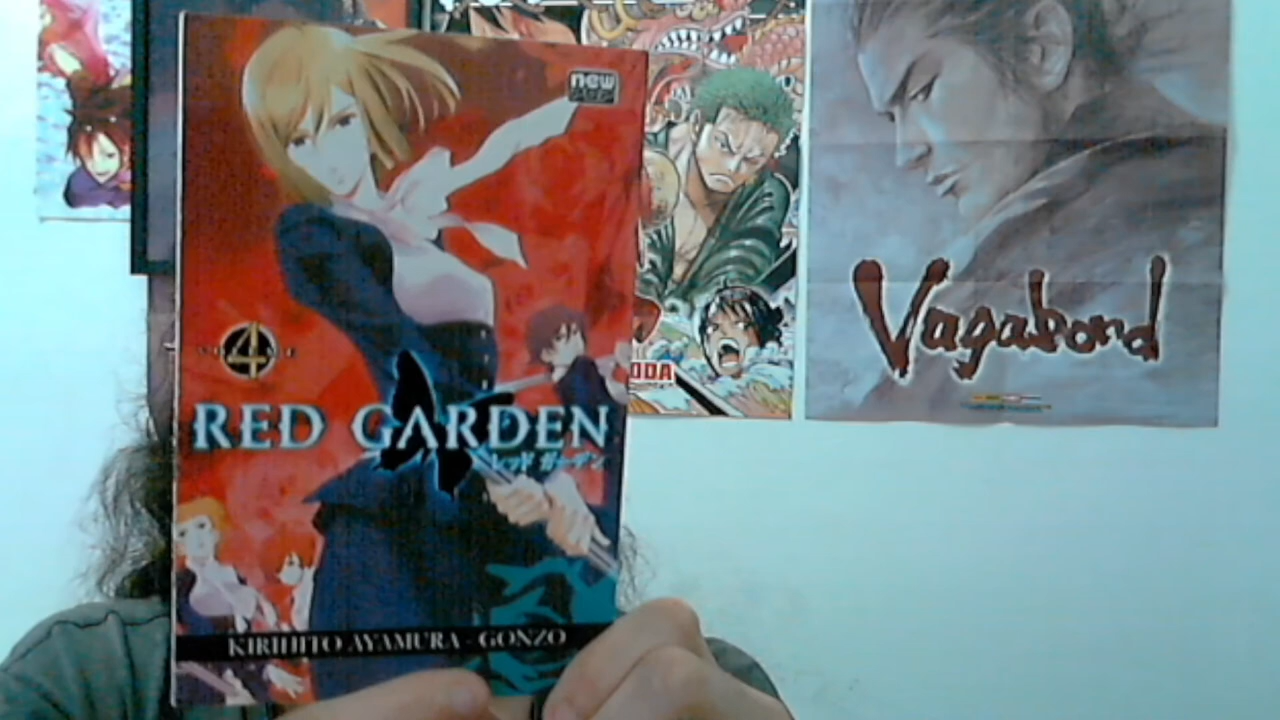 new
4
RED GARDEN
レッド ガーデン
KIRIHITO AYAMURA - GONZO
ODA
Vagabond